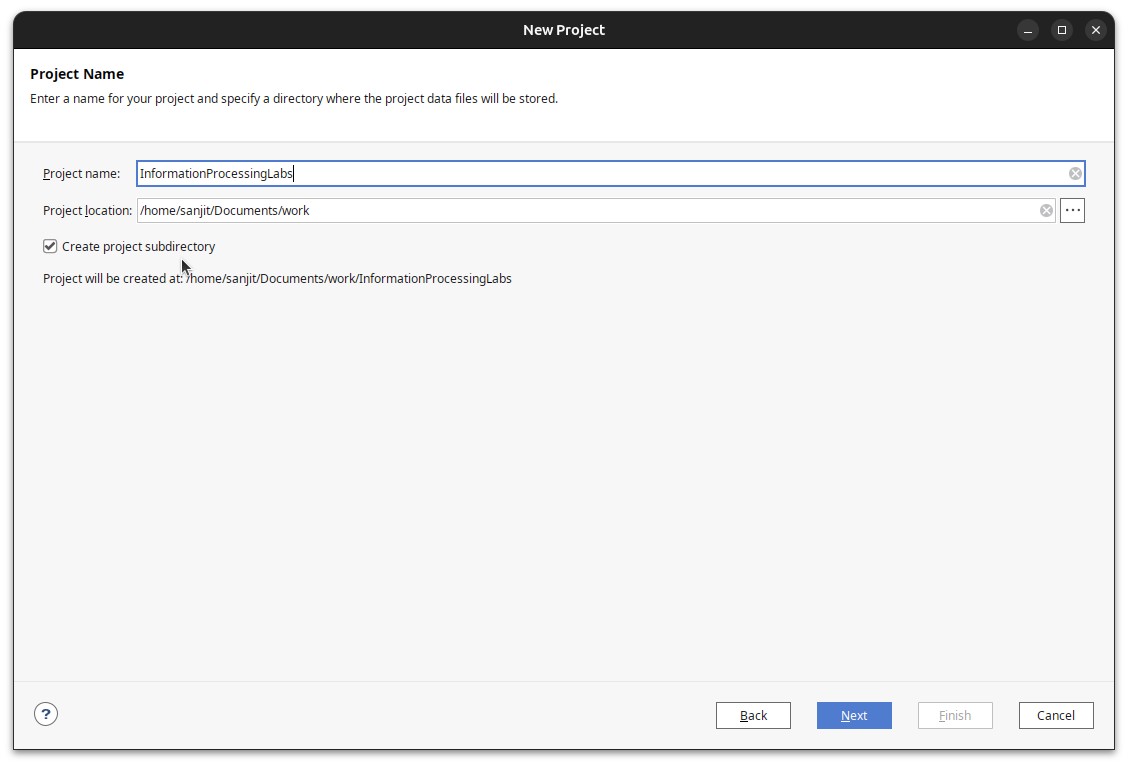 New Project
Project Name
Enter a name for your project and specify a directory where the project data files will be stored.
Project name: InformationProcessingLabs
Project location: /home/sanjit/Documents/work ...
Create project subdirectory
Project will be created at: /home/sanjit/Documents/work/InformationProcessingLabs
? Back Next Finish Cancel